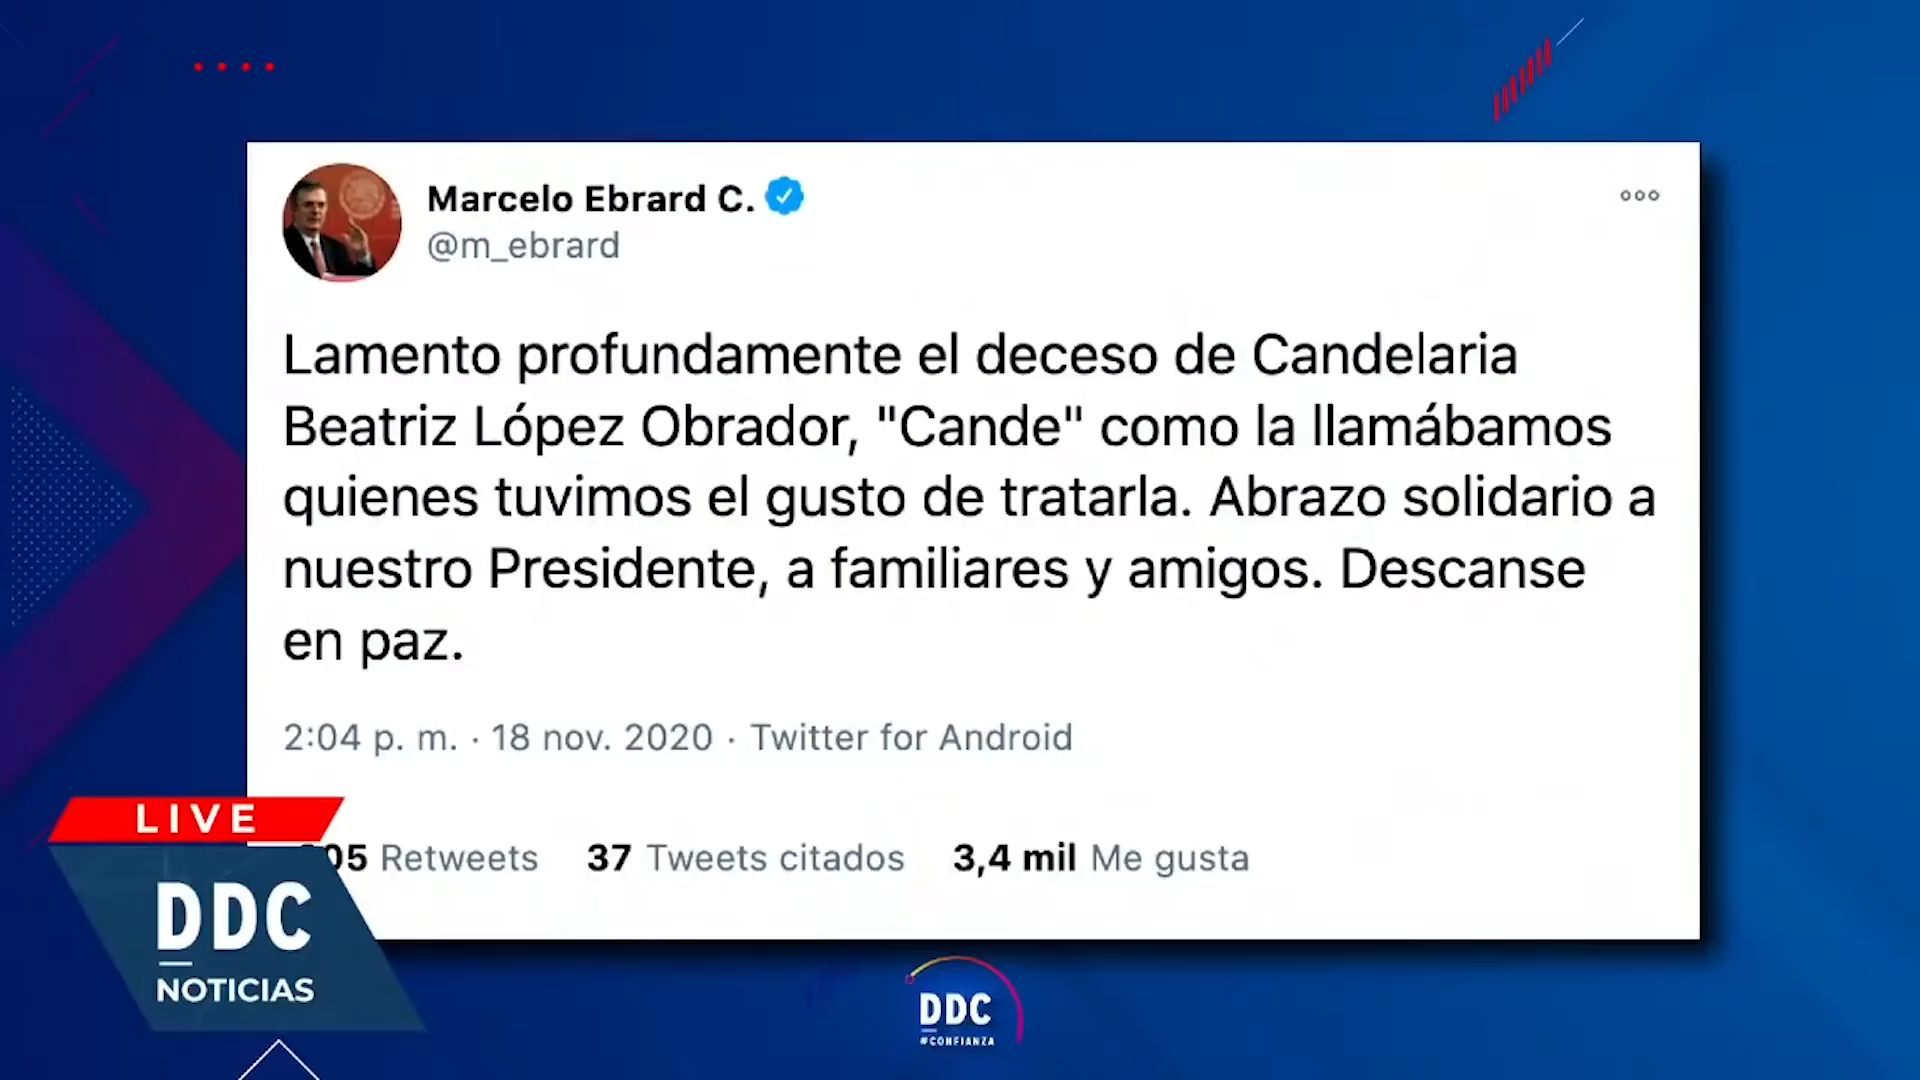 Marcelo Ebrard C.
@m_ebrard
Lamento profundamente el deceso de Candelaria
Beatriz López Obrador, "Cande" como la llamábamos
quienes tuvimos el gusto de tratarla. Abrazo solidario a
nuestro Presidente, a familiares y amigos. Descanse
en paz.
2:04 p. m. · 18 nov. 2020 · Twitter for Android
Retweets 37 Tweets citados 3,4 mil Me gusta
LIVE
DDC
NOTICIAS
DDC
#CONFIANZA